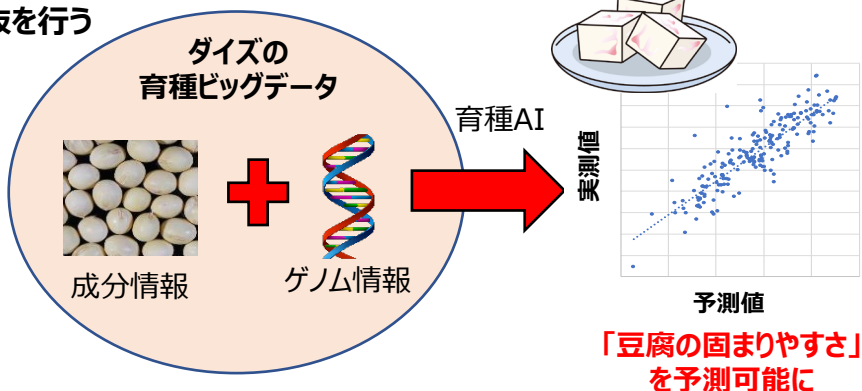 を行う
ダイズの
育種ビッグデータ
成分情報
ゲノム情報
育種AI
実測値
予測値
「豆腐の固まりやすさ」
を予測可能に